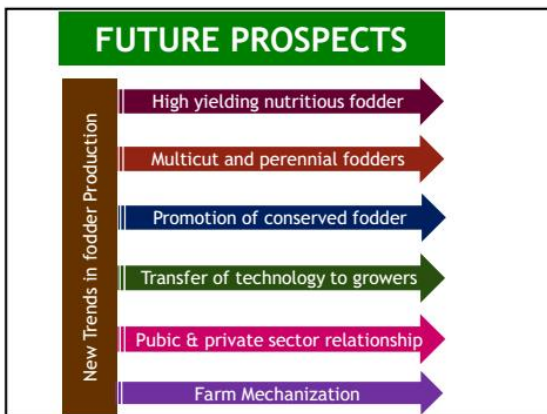 FUTURE PROSPECTS
New Trends in fodder Production
High yielding nutritious fodder
Multicut and perennial fodders
Promotion of conserved fodder
Transfer of technology to growers
Pubic & private sector relationship
Farm Mechanization